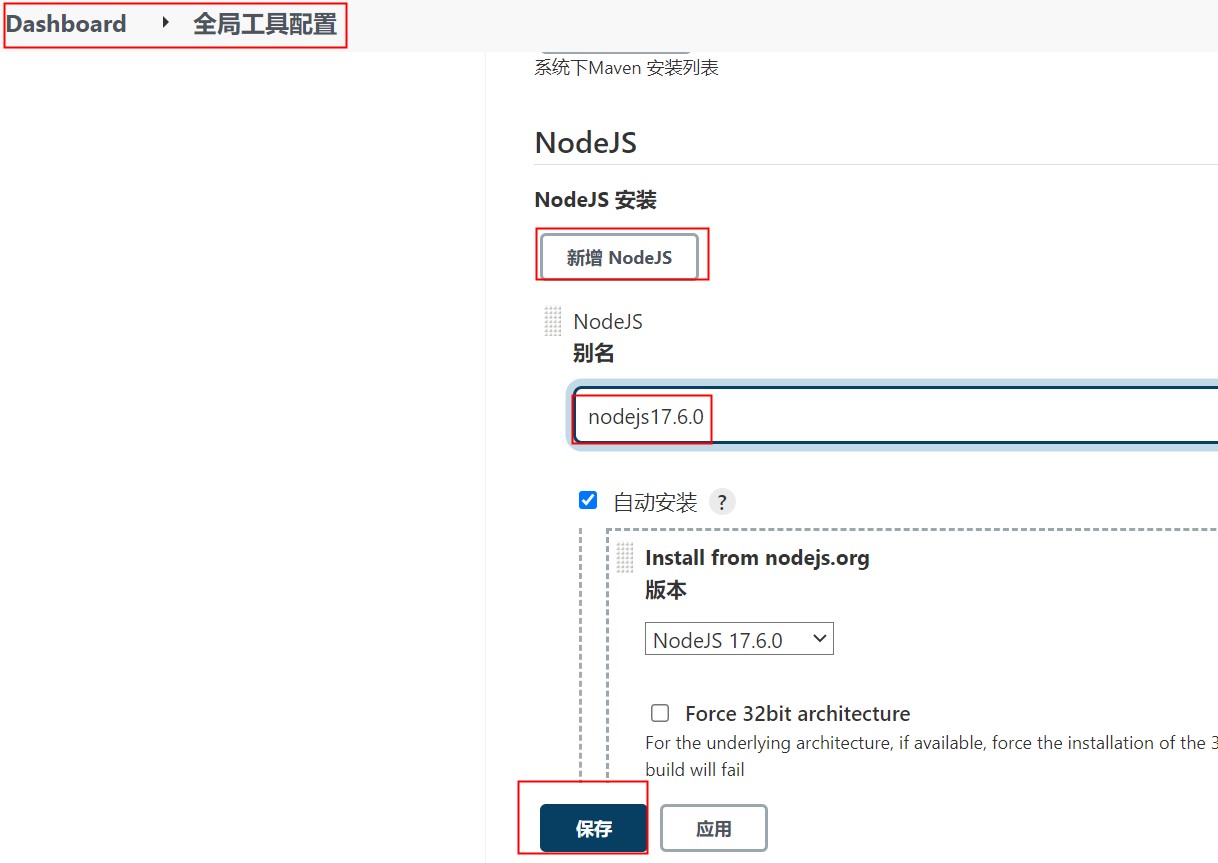 Dashboard 全局工具配置
系统下Maven 安装列表
NodeJS
NodeJS 安装
新增 NodeJS
NodeJS
别名
nodejs17.6.0
自动安装 ?
Install from nodejs.org
版本
NodeJS 17.6.0
Force 32bit architecture
For the underlying architecture, if available, force the installation of the 3
build will fail
保存 应用